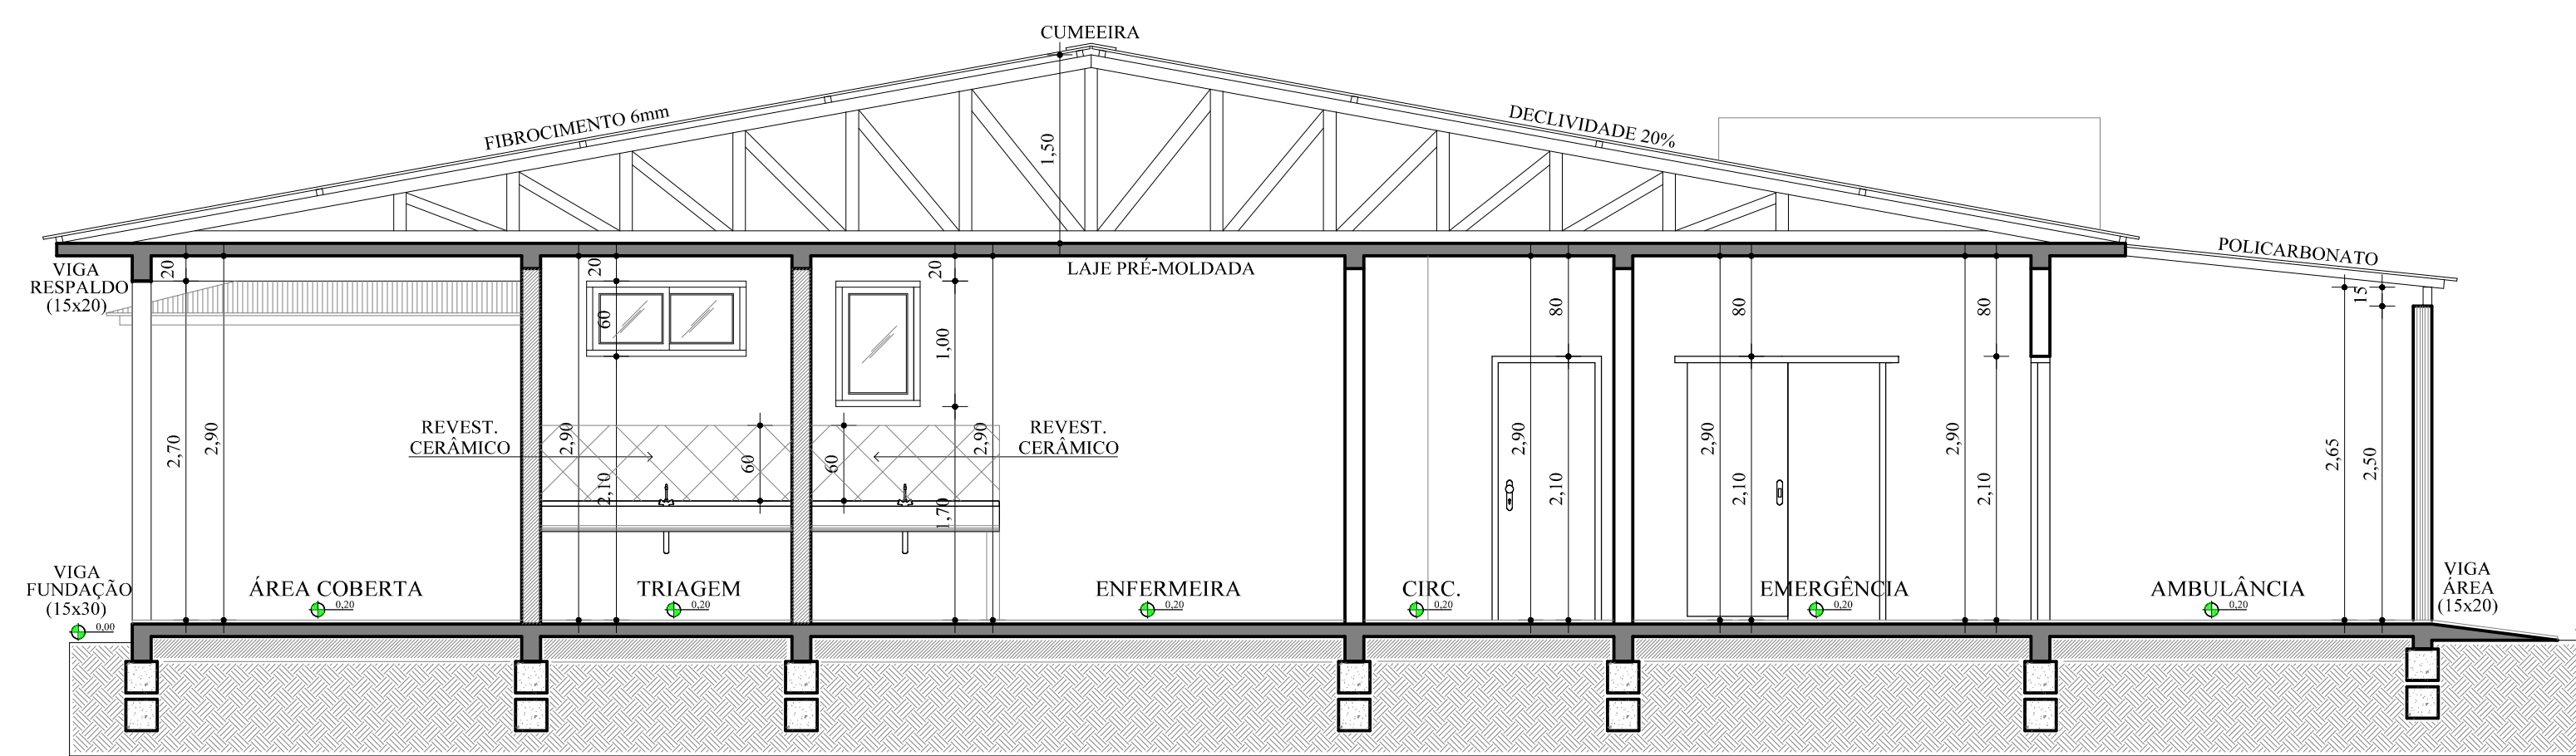 CUMEEIRA
FIBROCIMENTO 6mm
DECLIVIDADE 20%
1,50
POLICARBONATO
LAJE PRÉ-MOLDADA
VIGA
RESPALDO
(15x20)
20
20
20
60
1,00
80
80
80
15
REVEST.
CERÂMICO
REVEST.
CERÂMICO
2,70
2,90
2,90
2,10
60
60
2,90
1,70
2,90
2,10
2,90
2,10
2,90
2,10
2,65
2,50
VIGA
FUNDAÇÃO
(15x30)
0,00
ÁREA COBERTA
0,20
TRIAGEM
0,20
ENFERMEIRA
0,20
CIRC.
0,20
EMERGÊNCIA
0,20
AMBULÂNCIA
0,20
VIGA
ÁREA
(15x20)